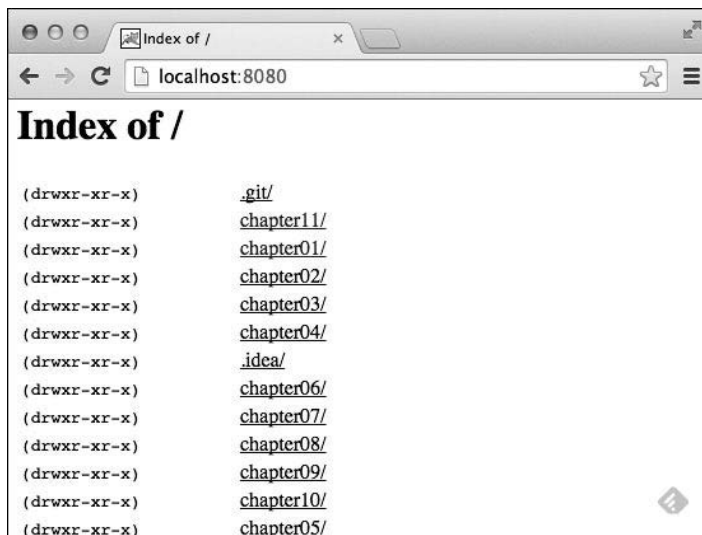 Index of /
localhost:8080
Index of /
(drwxr-xr-x) .git/
(drwxr-xr-x) chapter11/
(drwxr-xr-x) chapter01/
(drwxr-xr-x) chapter02/
(drwxr-xr-x) chapter03/
(drwxr-xr-x) chapter04/
(drwxr-xr-x) .idea/
(drwxr-xr-x) chapter06/
(drwxr-xr-x) chapter07/
(drwxr-xr-x) chapter08/
(drwxr-xr-x) chapter09/
(drwxr-xr-x) chapter10/
(drwxr-xr-x) chapter05/